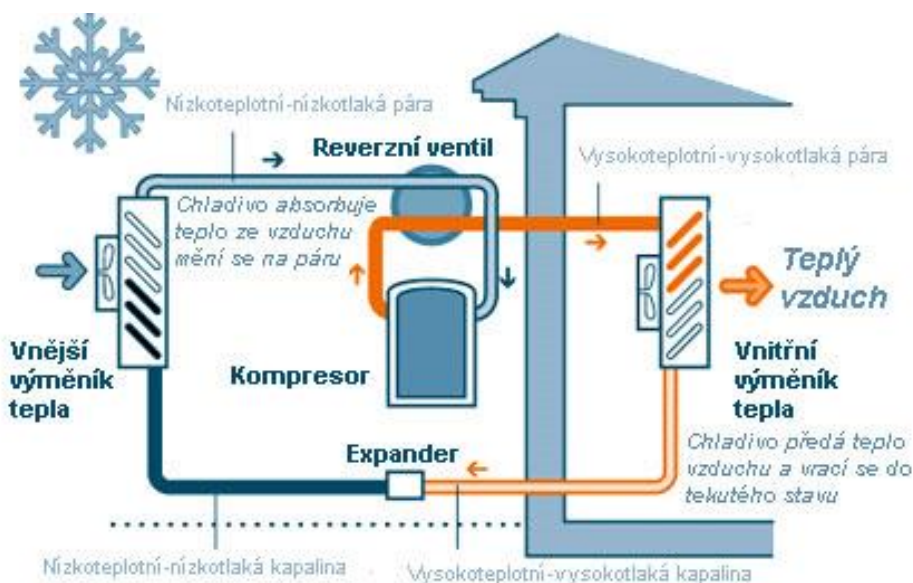 Nízkoteplotní-nízkotlaká pára
Reverzní ventil
Vysokoteplotní-vysokotlaká pára
Chladivo absorbuje
teplo ze vzduchu
mění se na páru
Teplý
vzduch
Vnější
výměník
tepla
Kompresor
Vnitřní
výměník
tepla
Expander
Chladivo předá teplo
vzduchu a vrací se do
tekutého stavu
Nízkoteplotní-nízkotlaká kapalina
Vysokoteplotní-vysokotlaká kapalina